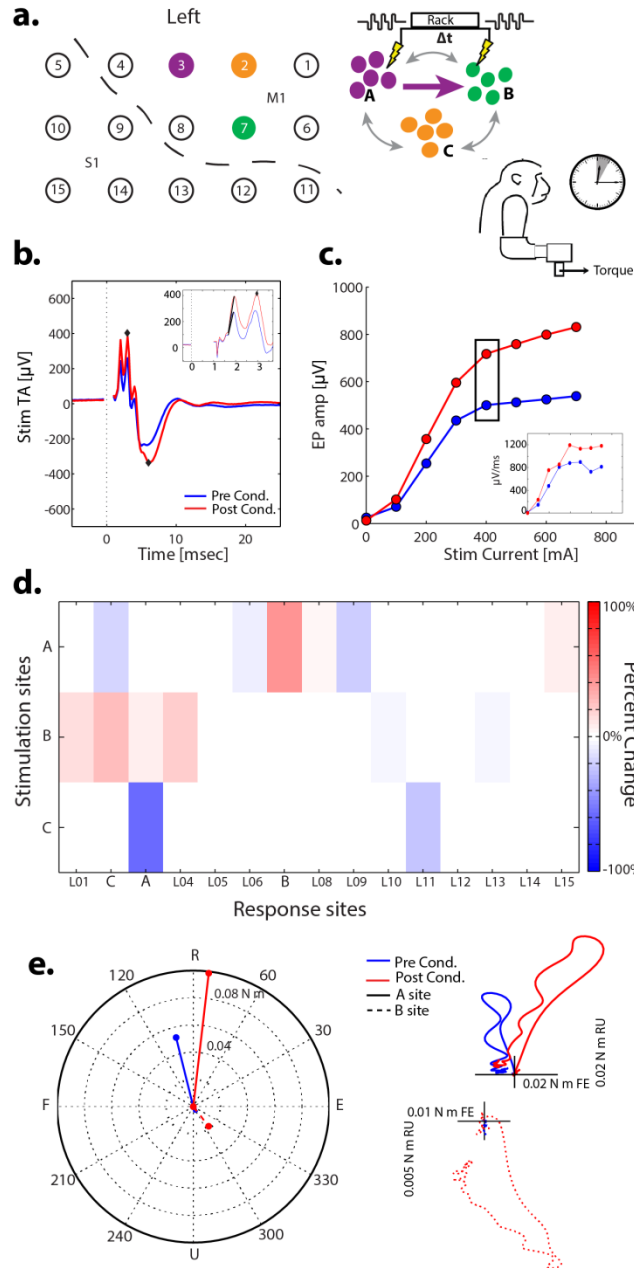 a.
Left
5 4 3 2 1
M1
10 9 8 7 6
S1
15 14 13 12 11
Rack
Δt
A
B
C
Torque
b.
Stim TA [μV]
600
400
200
0
-200
-400
-600
0 10 20
Time [msec]
Pre Cond.
Post Cond.
400
200
0
0 1 2 3
c.
EP amp [μV]
1000
800
600
400
200
0
0 200 400 600 800
Stim Current [mA]
μV/ms
1200
800
400
0
d.
Stimulation sites
A
B
C
L01 C A L04 L05 L06 B L08 L09 L10 L11 L12 L13 L14 L15
Response sites
100%
0%
-100%
Percent Change
e.
R
120 60
0.08 N m
150 30
0.04
F E
210 330
240 300
U
Pre Cond.
Post Cond.
A site
B site
0.02 N m FE
0.02 N m RU
0.01 N m FE
0.005 N m RU